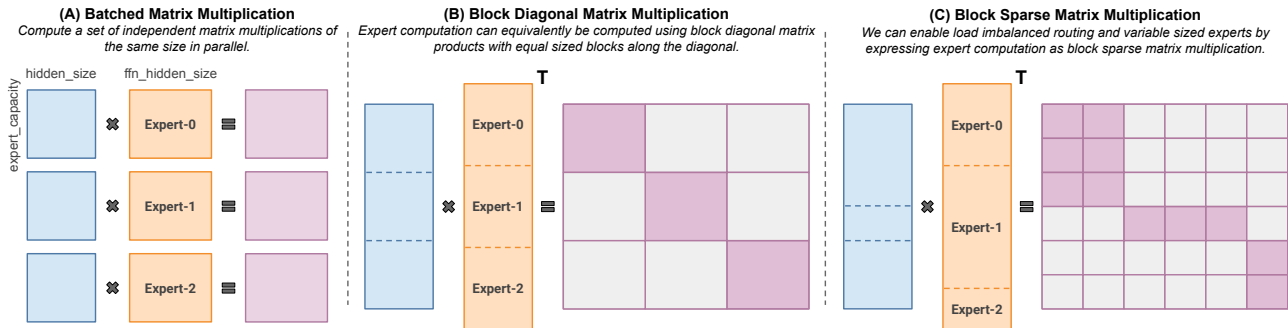 (A) Batched Matrix Multiplication
Compute a set of independent matrix multiplications of
the same size in parallel.
hidden_size
ffn_hidden_size
expert_capacity
✖
Expert-0
=
✖
Expert-1
=
✖
Expert-2
=
(B) Block Diagonal Matrix Multiplication
Expert computation can equivalently be computed using block diagonal matrix
products with equal sized blocks along the diagonal.
T
Expert-0
✖
Expert-1
=
Expert-2
(C) Block Sparse Matrix Multiplication
We can enable load imbalanced routing and variable sized experts by
expressing expert computation as block sparse matrix multiplication.
T
Expert-0
✖
Expert-1
=
Expert-2